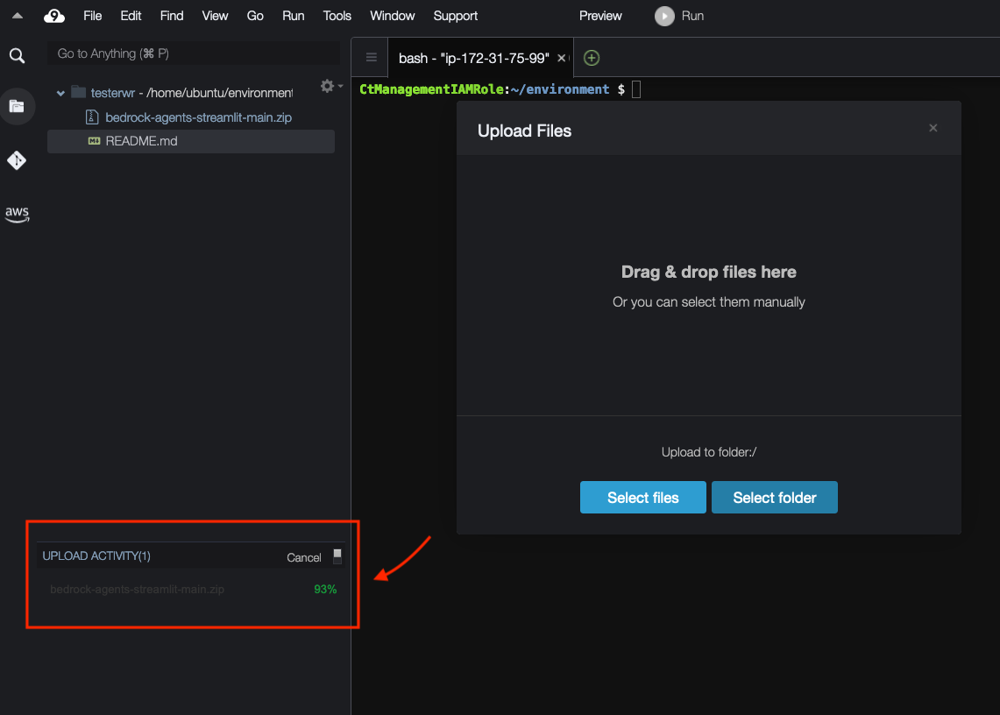 9 File Edit Find View Go Run Tools Window Support Preview Run
Go to Anything (⌘ P)
bash - "ip-172-31-75-99"
testerwr - /home/ubuntu/environment
bedrock-agents-streamlit-main.zip
README.md
aws
CtManagementIAMRole:~/environment $
Upload Files
Drag & drop files here
Or you can select them manually
Upload to folder:/
Select files Select folder
UPLOAD ACTIVITY(1) Cancel
bedrock-agents-streamlit-main.zip 93%